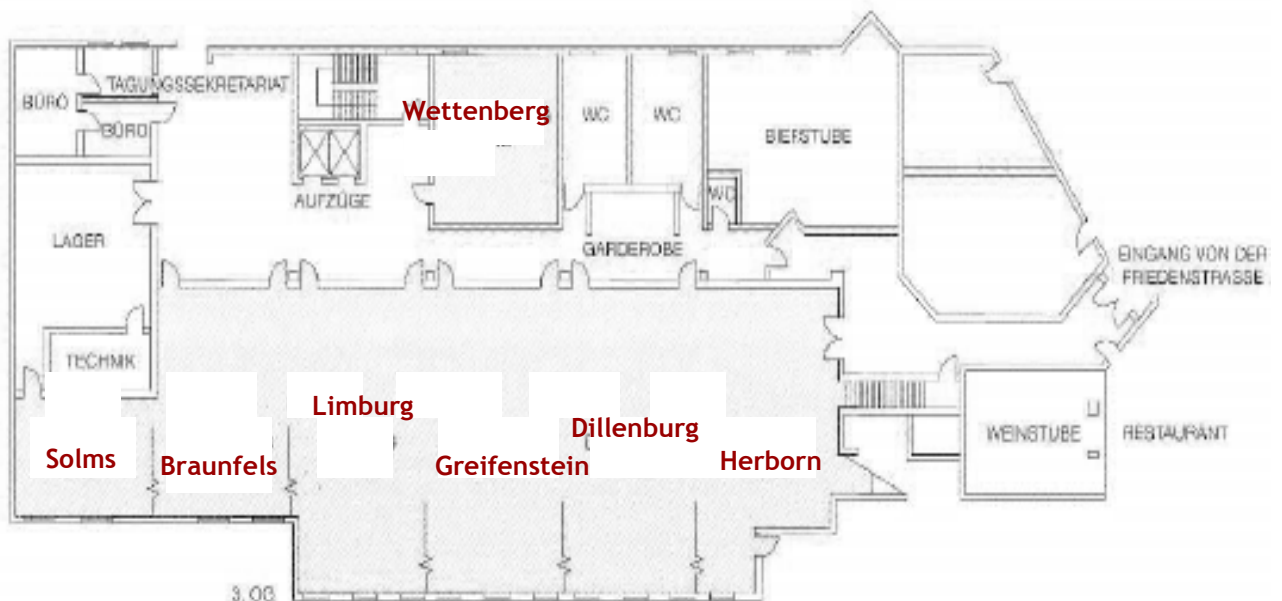 TAGUNGSSEKRETARIAT
BÜRO
BÜRO
Wettenberg
WC
WC
BIERSTUBE
AUFZÜGE
WC
LAGER
GARDEROBE
EINGANG VON DER
FRIEDENSTRASSE
TECHNIK
Limburg
Dillenburg
WEINSTUBE
RESTAURANT
Solms
Braunfels
Greifenstein
Herborn
3. OG